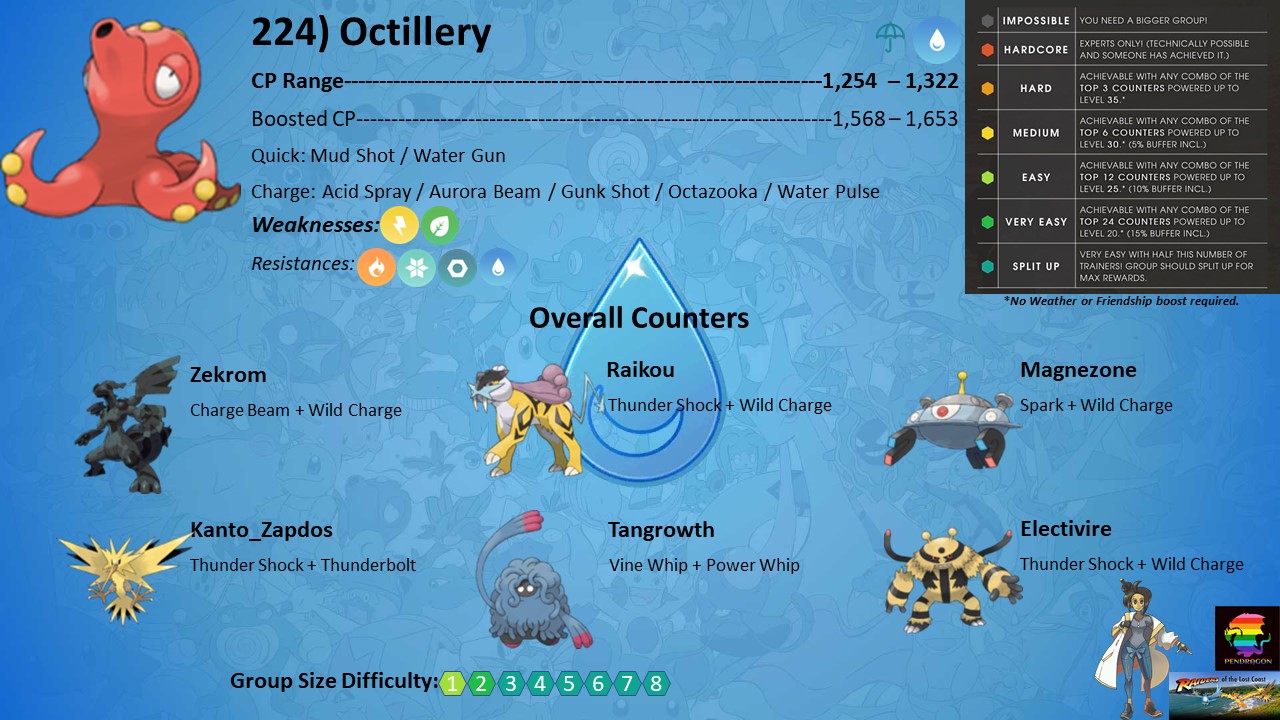 224) Octillery
CP Range------------------------------------------------------------------1,254 – 1,322
Boosted CP------------------------------------------------------------------1,568 – 1,653
Quick: Mud Shot / Water Gun
Charge: Acid Spray / Aurora Beam / Gunk Shot / Octazooka / Water Pulse
Weaknesses:
Resistances:
IMPOSSIBLE YOU NEED A BIGGER GROUP!
HARDCORE EXPERTS ONLY! (TECHNICALLY POSSIBLE
AND SOMEONE HAS ACHIEVED IT.)
HARD ACHIEVABLE WITH ANY COMBO OF THE
TOP 3 COUNTERS POWERED UP TO
LEVEL 35.*
MEDIUM ACHIEVABLE WITH ANY COMBO OF THE
TOP 6 COUNTERS POWERED UP TO
LEVEL 30.* (5% BUFFER INCL.)
EASY ACHIEVABLE WITH ANY COMBO OF THE
TOP 12 COUNTERS POWERED UP TO
LEVEL 25.* (10% BUFFER INCL.)
VERY EASY ACHIEVABLE WITH ANY COMBO OF THE
TOP 24 COUNTERS POWERED UP TO
LEVEL 20.* (15% BUFFER INCL.)
SPLIT UP VERY EASY WITH HALF THIS NUMBER OF
TRAINERS! GROUP SHOULD SPLIT UP FOR
MAX REWARDS.
*No Weather or Friendship boost required.
Overall Counters
Zekrom
Charge Beam + Wild Charge
Raikou
Thunder Shock + Wild Charge
Magnezone
Spark + Wild Charge
Kanto_Zapdos
Thunder Shock + Thunderbolt
Tangrowth
Vine Whip + Power Whip
Electivire
Thunder Shock + Wild Charge
Group Size Difficulty: 1 2 3 4 5 6 7 8
PENDRAGON
RAIDERS of the Lost Coast